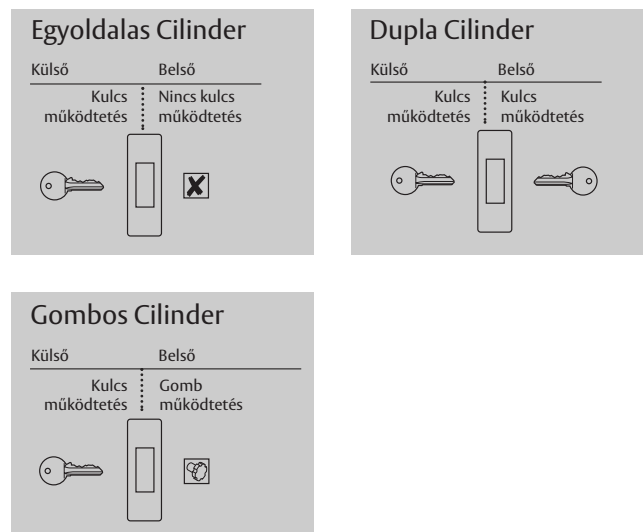 Egyoldalas Cilinder
Külső Belső
Kulcs Nincs kulcs
működtetés működtetés
Dupla Cilinder
Külső Belső
Kulcs Kulcs
működtetés működtetés
Gombos Cilinder
Külső Belső
Kulcs Gomb
működtetés működtetés